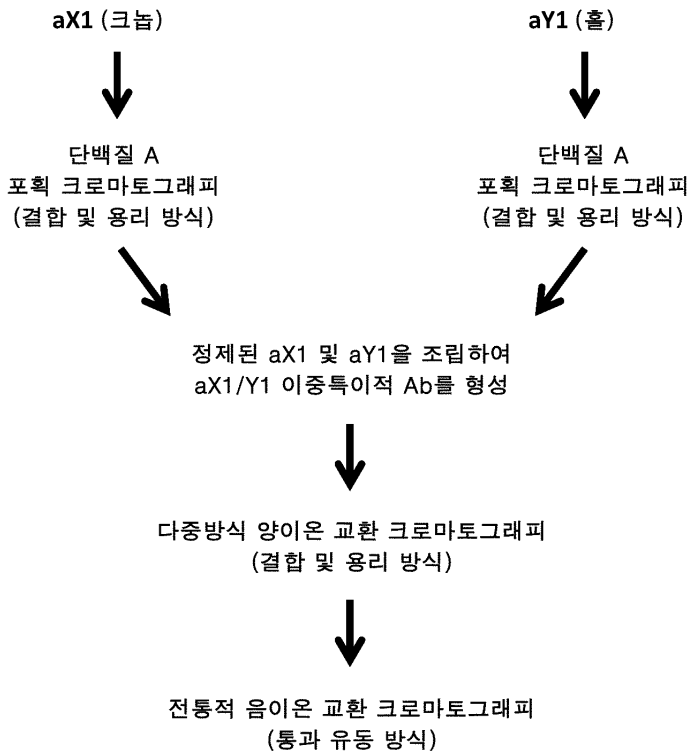 aX1 (크놉)
aY1 (홀)
단백질 A
포획 크로마토그래피
(결합 및 용리 방식)
단백질 A
포획 크로마토그래피
(결합 및 용리 방식)
정제된 aX1 및 aY1을 조립하여
aX1/Y1 이중특이적 Ab를 형성
다중방식 양이온 교환 크로마토그래피
(결합 및 용리 방식)
전통적 음이온 교환 크로마토그래피
(통과 유동 방식)